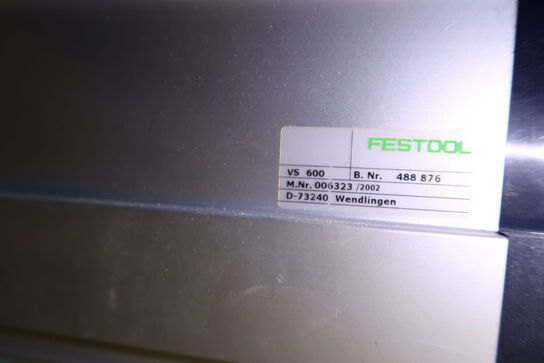 FESTOOL
VS 600 B. Nr. 488 876
M.Nr. 006323 /2002
D-73240 Wendlingen